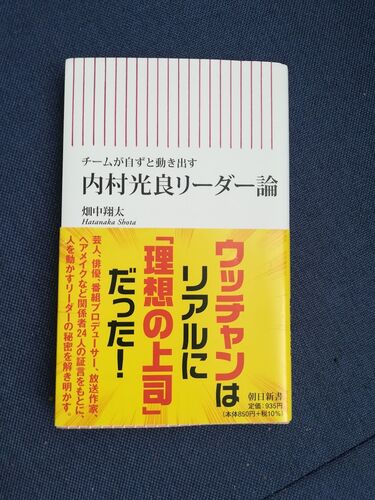 チームが自ずと動き出す
内村光良リーダー論
畑中翔太
Hatanaka Shota
ウッチャンは
リアルに
「理想の上司」
だった！
芸人、俳優、番組プロデューサー、放送作家、
ヘアメイクなど関係者24人の証言をもとに、
人を動かすリーダーの秘密を解き明かす。
朝日新書
定価：935円
（本体850円＋税10％）